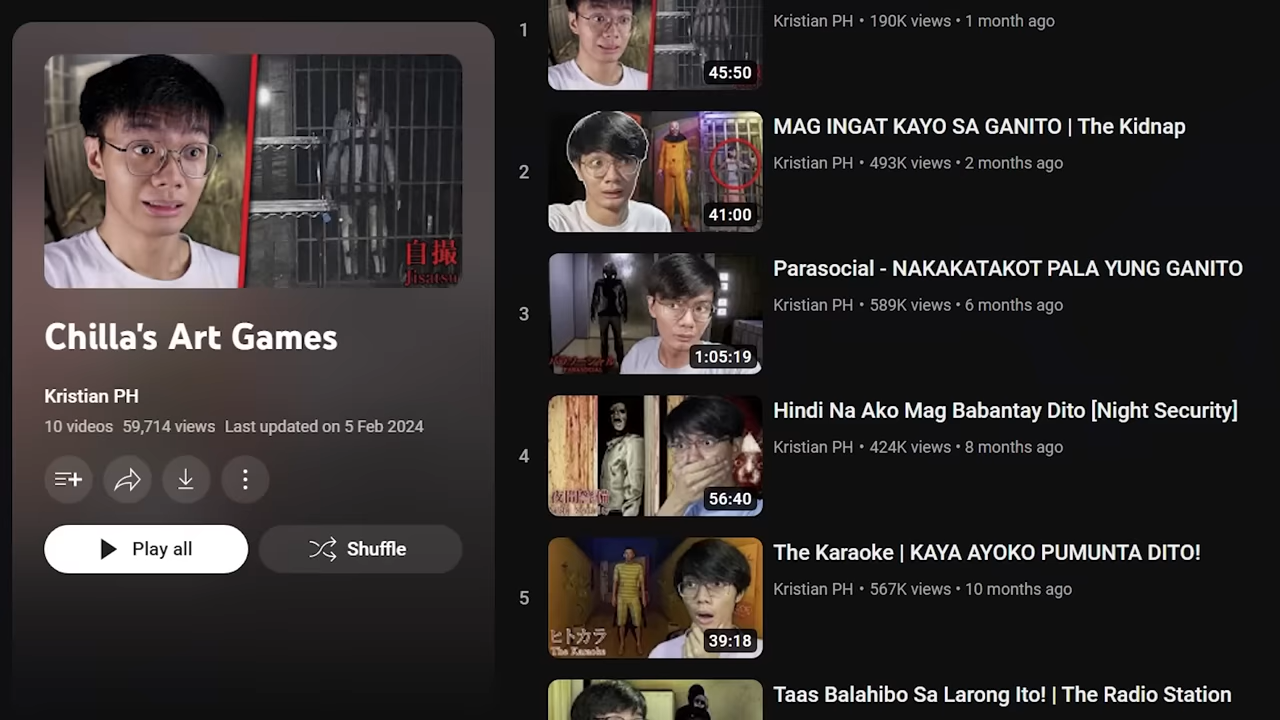 自撮
Jisatsu
Chilla's Art Games
Kristian PH
10 videos 59,714 views Last updated on 5 Feb 2024
Play all
Shuffle
1
45:50
Kristian PH • 190K views • 1 month ago
2
41:00
MAG INGAT KAYO SA GANITO | The Kidnap
Kristian PH • 493K views • 2 months ago
3
1:05:19
Parasocial - NAKAKATAKOT PALA YUNG GANITO
Kristian PH • 589K views • 6 months ago
4
夜間警備
56:40
Hindi Na Ako Mag Babantay Dito [Night Security]
Kristian PH • 424K views • 8 months ago
5
ヒトカラ
The Karaoke
39:18
The Karaoke | KAYA AYOKO PUMUNTA DITO!
Kristian PH • 567K views • 10 months ago
Taas Balahibo Sa Larong Ito! | The Radio Station